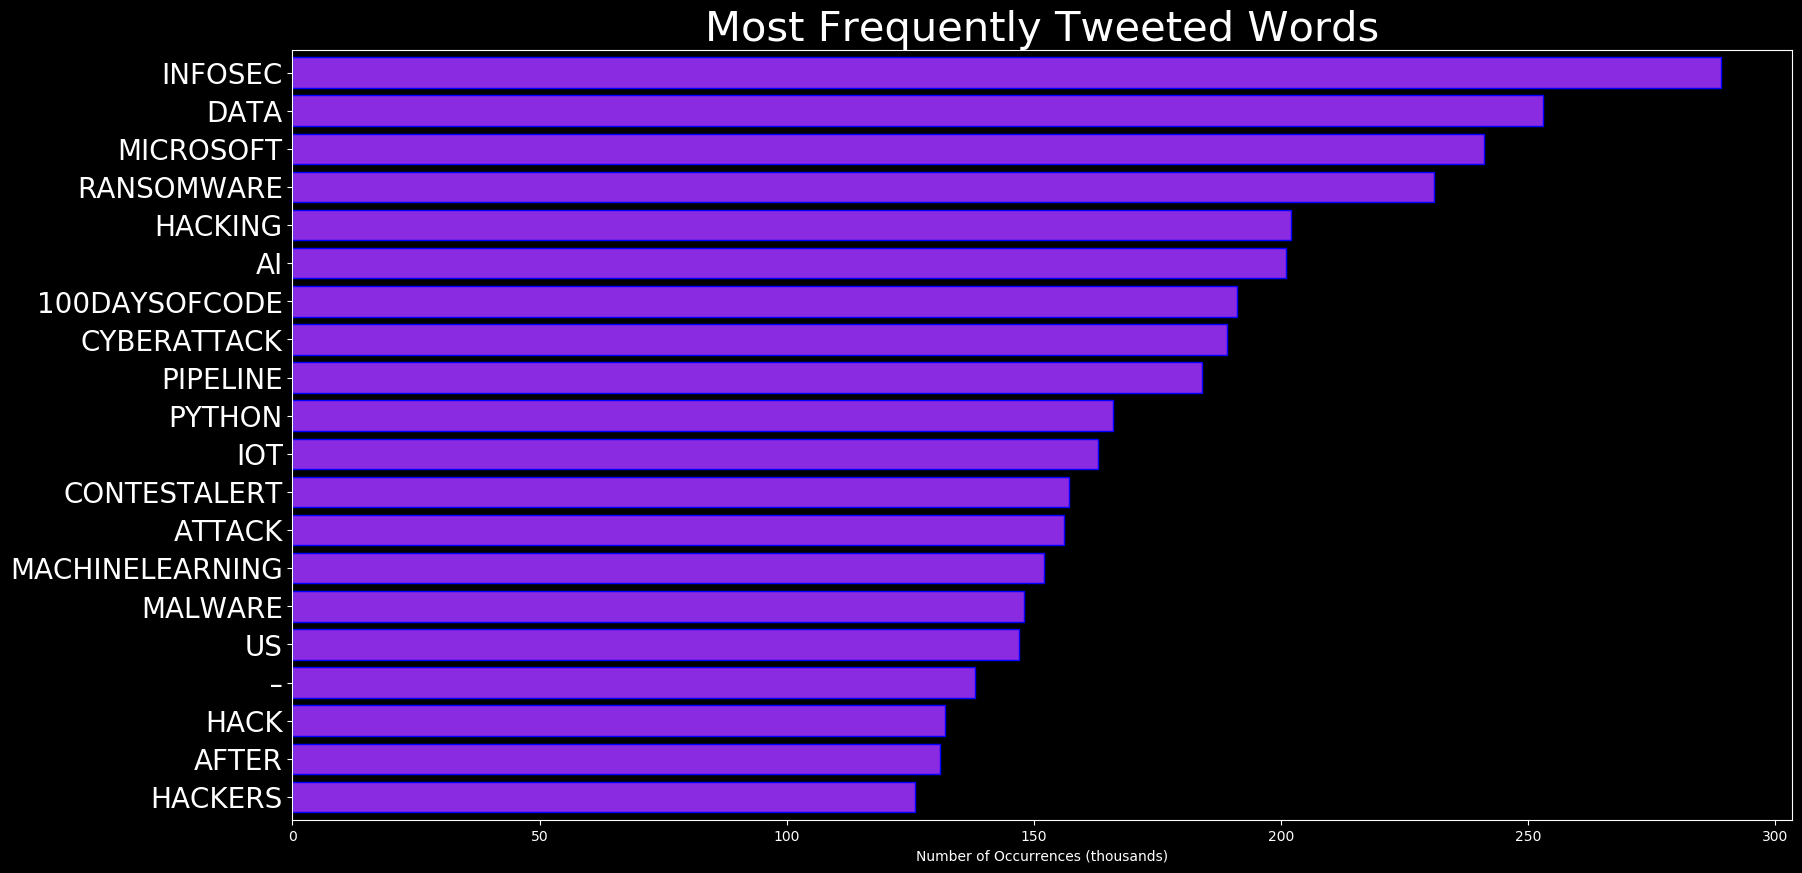 Most Frequently Tweeted Words
INFOSEC
DATA
MICROSOFT
RANSOMWARE
HACKING
AI
100DAYSOFCODE
CYBERATTACK
PIPELINE
PYTHON
IOT
CONTESTALERT
ATTACK
MACHINELEARNING
MALWARE
US
–
HACK
AFTER
HACKERS
0 50 100 150 200 250 300
Number of Occurrences (thousands)